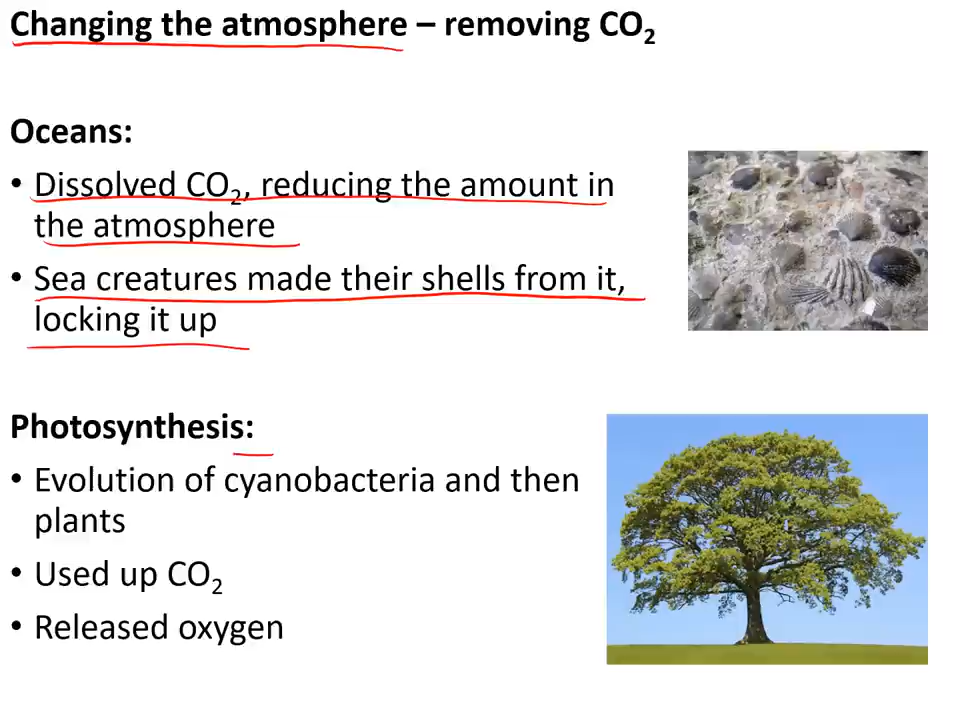 Changing the atmosphere – removing CO₂
Oceans:
• Dissolved CO₂, reducing the amount in
the atmosphere
• Sea creatures made their shells from it,
locking it up
Photosynthesis:
• Evolution of cyanobacteria and then
plants
• Used up CO₂
• Released oxygen